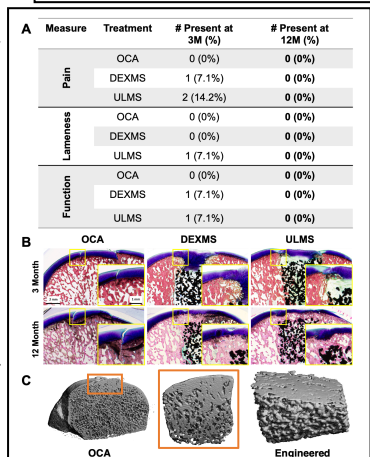 A
Measure Treatment # Present at 3M (%) # Present at 12M (%)
Pain
OCA 0 (0%) 0 (0%)
DEXMS 1 (7.1%) 0 (0%)
ULMS 2 (14.2%) 0 (0%)
Lameness
OCA 0 (0%) 0 (0%)
DEXMS 0 (0%) 0 (0%)
ULMS 1 (7.1%) 0 (0%)
Function
OCA 0 (0%) 0 (0%)
DEXMS 1 (7.1%) 0 (0%)
ULMS 1 (7.1%) 0 (0%)
B
OCA DEXMS ULMS
3 Month
12 Month
C
OCA Engineered